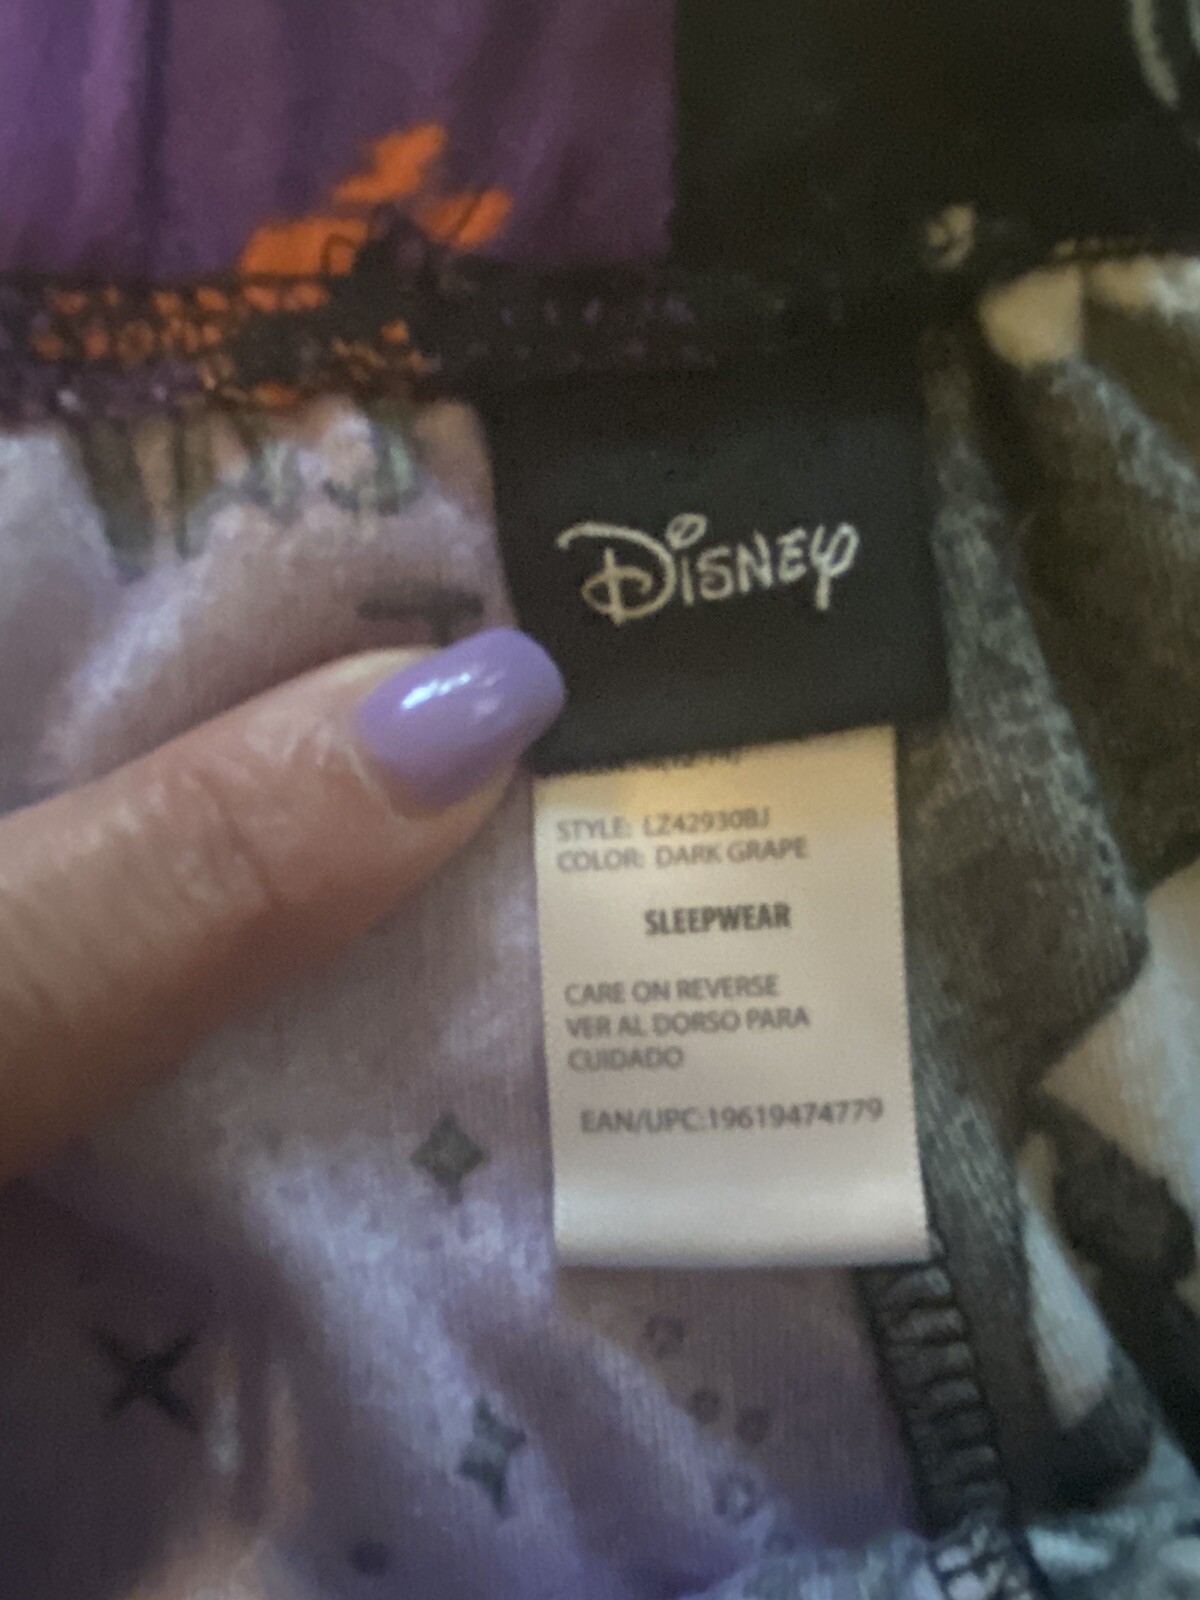 DISNEY
STYLE: LZ42930BJ
COLOR: DARK GRAPE
SLEEPWEAR
CARE ON REVERSE
VER AL DORSO PARA
CUIDADO
EAN/UPC:19619474779